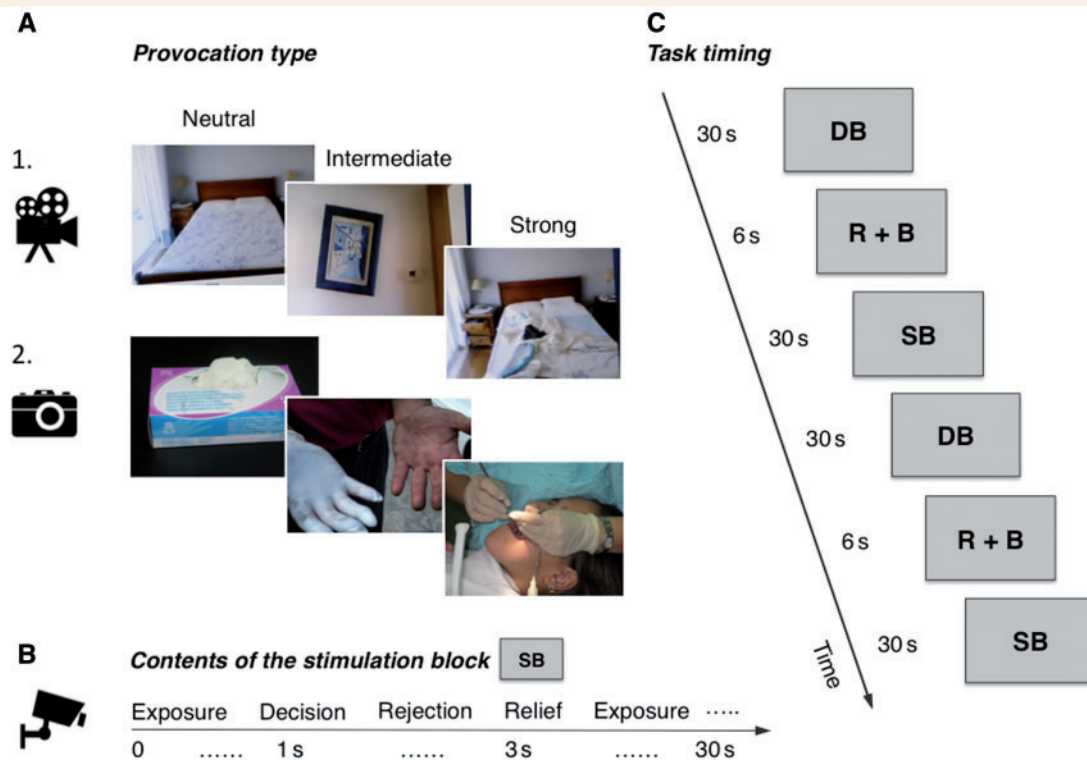 A
Provocation type
Neutral
1.
Intermediate
Strong
2.
B
Contents of the stimulation block SB
Exposure Decision Rejection Relief Exposure .....
0 ...... 1 s ...... 3 s ...... 30 s
C
Task timing
30 s DB
6 s R + B
30 s SB
30 s DB
6 s R + B
30 s SB
Time